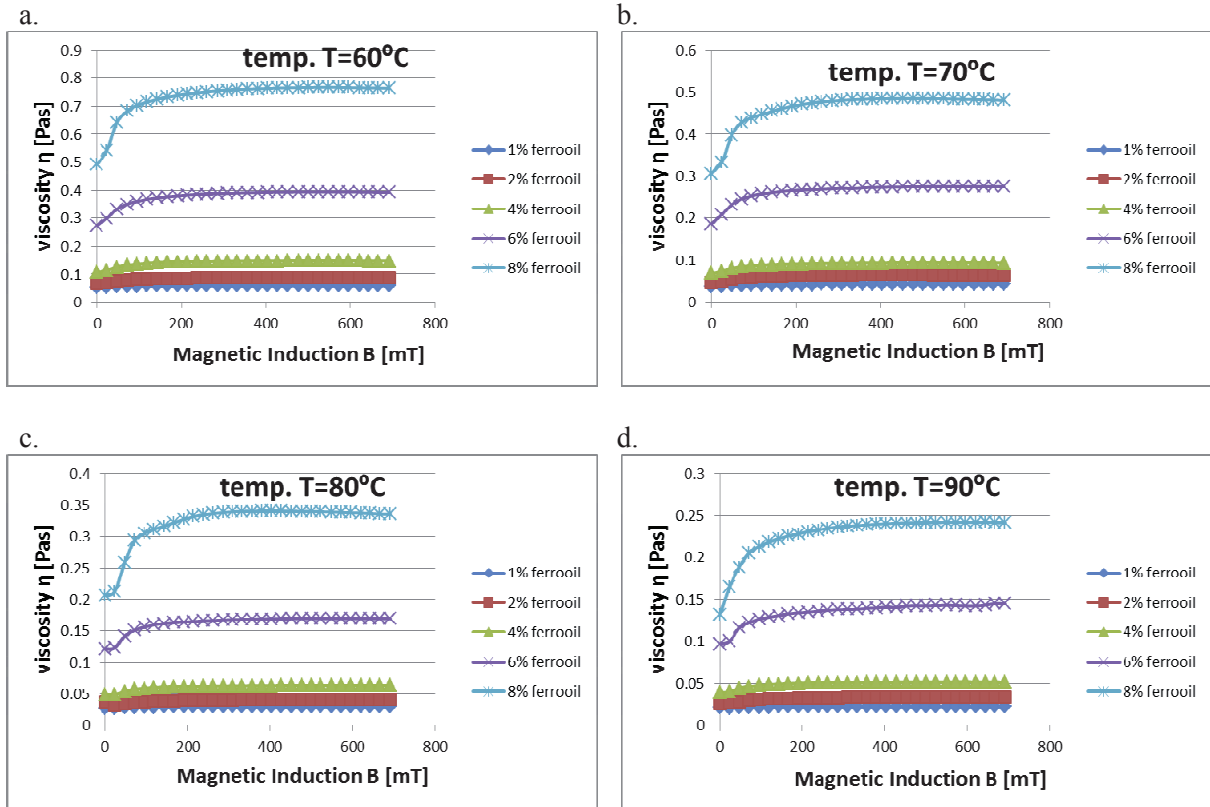 a.
temp. T=60°C
viscosity η [Pas]
0.9
0.8
0.7
0.6
0.5
0.4
0.3
0.2
0.1
0
0 200 400 600 800
Magnetic Induction B [mT]
1% ferrooil
2% ferrooil
4% ferrooil
6% ferrooil
8% ferrooil
b.
temp. T=70°C
viscosity η [Pas]
0.6
0.5
0.4
0.3
0.2
0.1
0
0 200 400 600 800
Magnetic Induction B [mT]
1% ferrooil
2% ferrooil
4% ferrooil
6% ferrooil
8% ferrooil
c.
temp. T=80°C
viscosity η [Pas]
0.4
0.35
0.3
0.25
0.2
0.15
0.1
0.05
0
0 200 400 600 800
Magnetic Induction B [mT]
1% ferrooil
2% ferrooil
4% ferrooil
6% ferrooil
8% ferrooil
d.
temp. T=90°C
viscosity η [Pas]
0.3
0.25
0.2
0.15
0.1
0.05
0
0 200 400 600 800
Magnetic Induction B [mT]
1% ferrooil
2% ferrooil
4% ferrooil
6% ferrooil
8% ferrooil